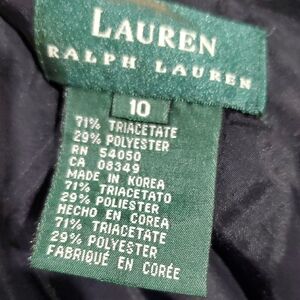 LAUREN
RALPH LAUREN
10
71% TRIACETATE
29% POLYESTER
RN 54050
CA 08349
MADE IN KOREA
71% TRIACETATO
29% POLIESTER
HECHO EN COREA
71% TRIACETATE
29% POLYESTER
FABRIQUÉ EN CORÉE